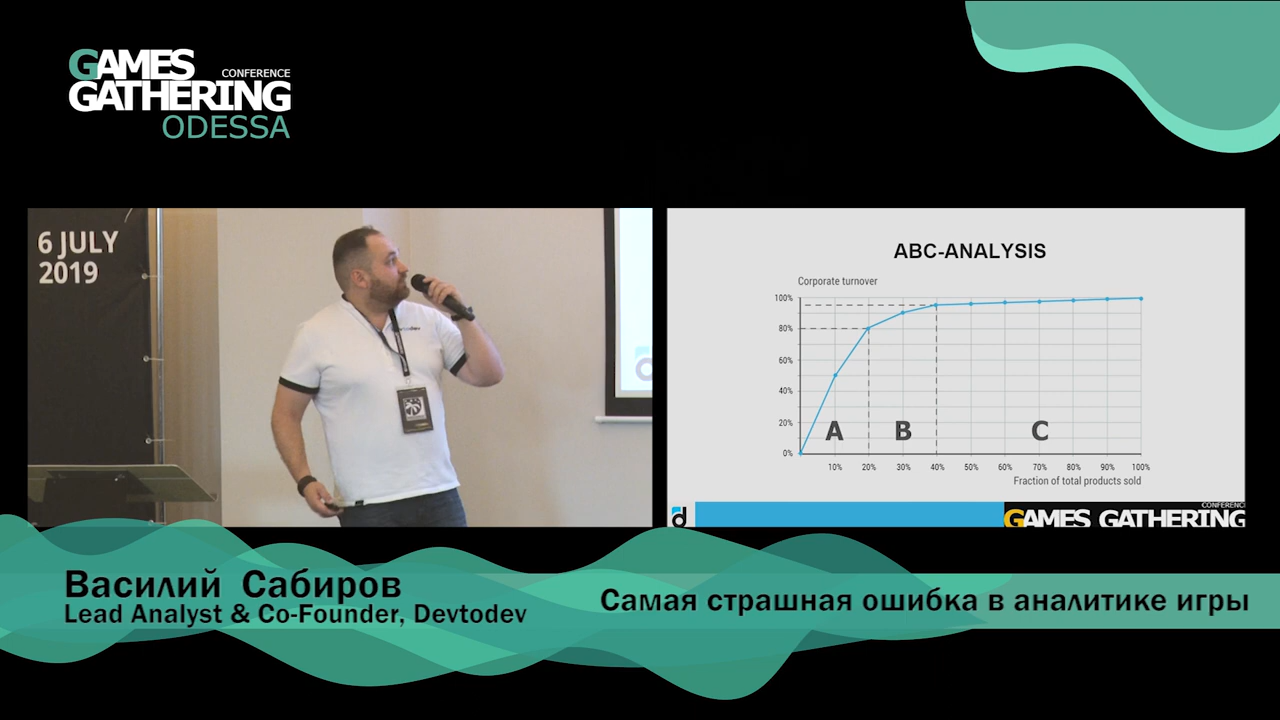 GAMES
CONFERENCE
GATHERING
ODESSA
6 JULY
2019
ABC-ANALYSIS
Corporate turnover
100%
80%
60%
40%
20%
0%
A B C
10% 20% 30% 40% 50% 60% 70% 80% 90% 100%
Fraction of total products sold
d
CONFERENC
GAMES GATHERING
Василий Сабиров
Lead Analyst & Co-Founder, Devtodev
Самая страшная ошибка в аналитике игры